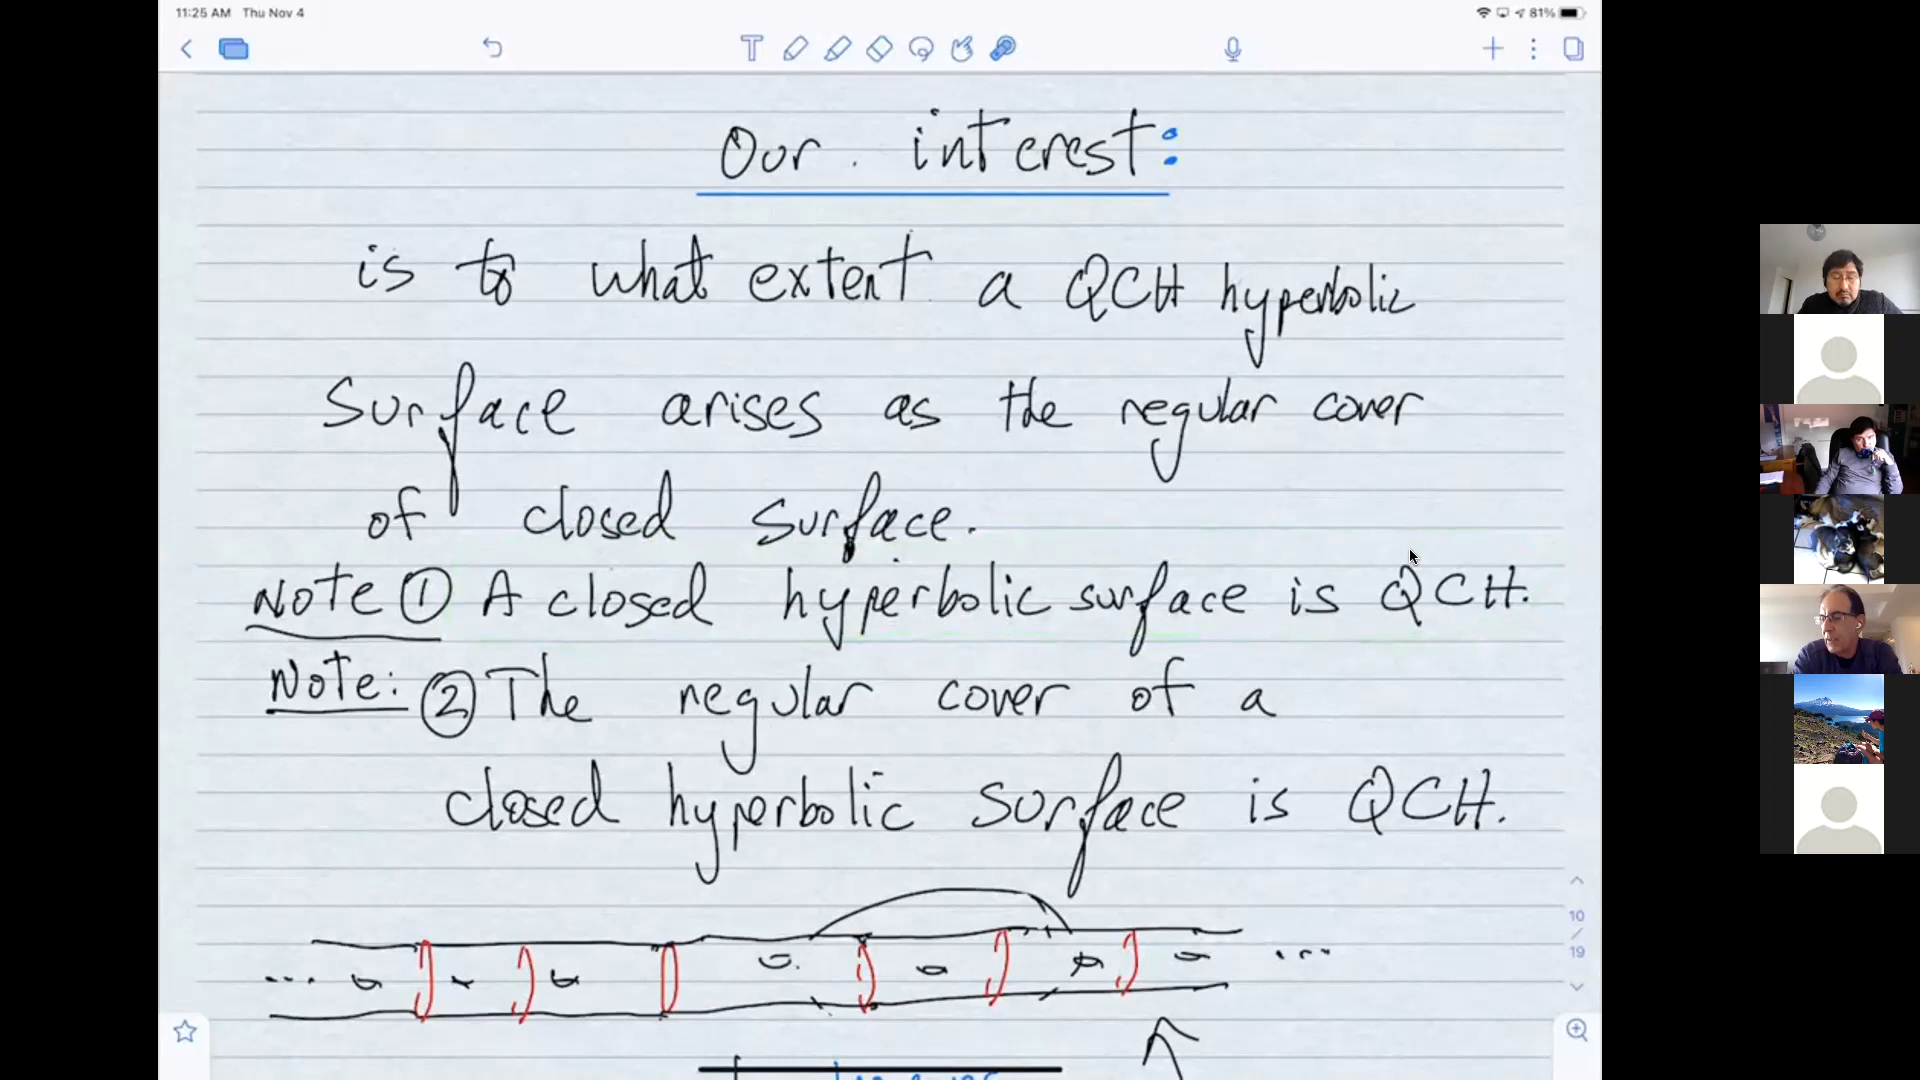 11:25 AM Thu Nov 4
81%
Our interest:
is to what extent a QCH hyperbolic
Surface arises as the regular cover
of closed surface.
Note ① A closed hyperbolic surface is QCH.
Note: ② The regular cover of a
closed hyperbolic surface is QCH.
10
19